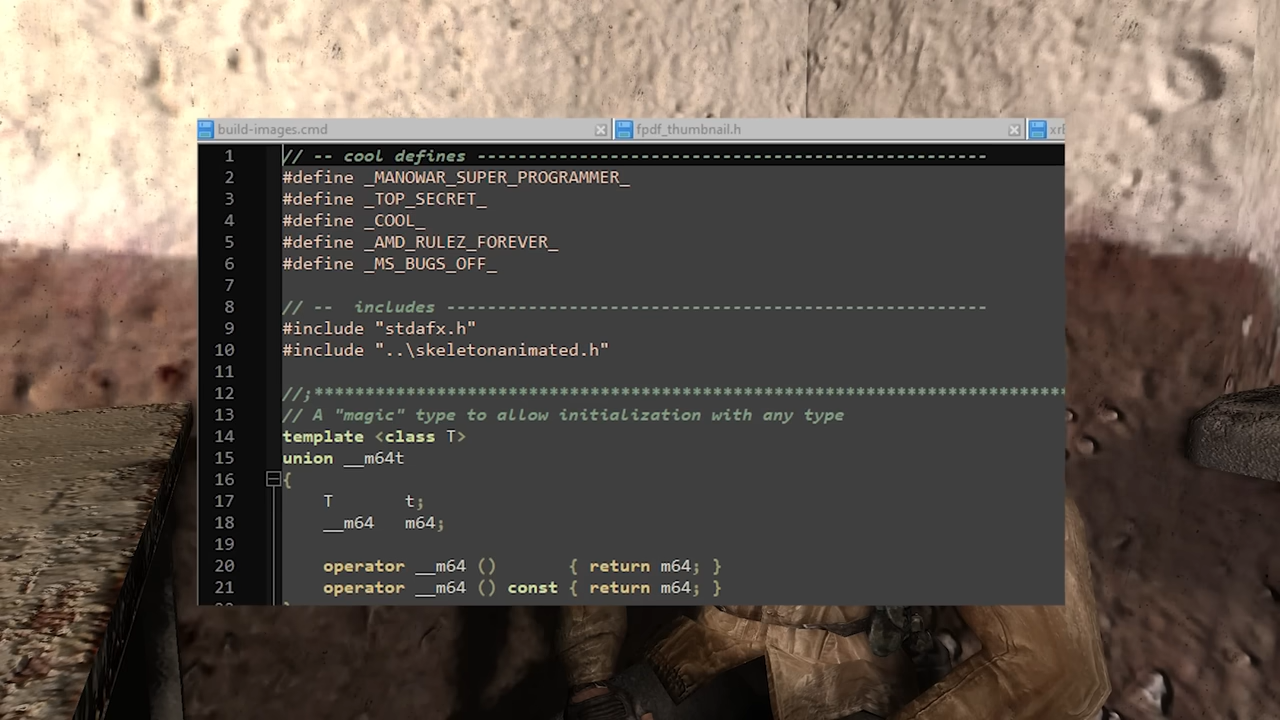 build-images.cmd fpdf_thumbnail.h xr
1 // -- cool defines --------------------------------------------------
2 #define _MANOWAR_SUPER_PROGRAMMER_
3 #define _TOP_SECRET_
4 #define _COOL_
5 #define _AMD_RULEZ_FOREVER_
6 #define _MS_BUGS_OFF_
7
8 // --  includes -----------------------------------------------------
9 #include "stdafx.h"
10 #include "..\skeletonanimated.h"
11
12 //;**************************************************************************
13 // A "magic" type to allow initialization with any type
14 template <class T>
15 union __m64t
16 {
17     T       t;
18     __m64   m64;
19
20     operator __m64 ()       { return m64; }
21     operator __m64 () const { return m64; }